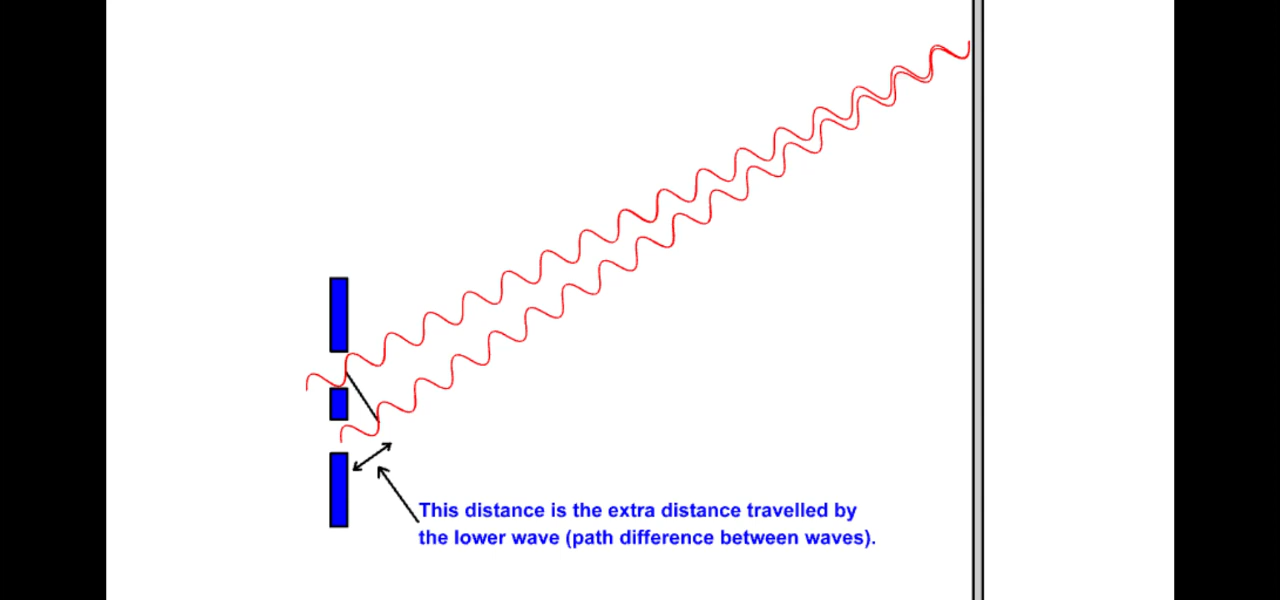 This distance is the extra distance travelled by
the lower wave (path difference between waves).